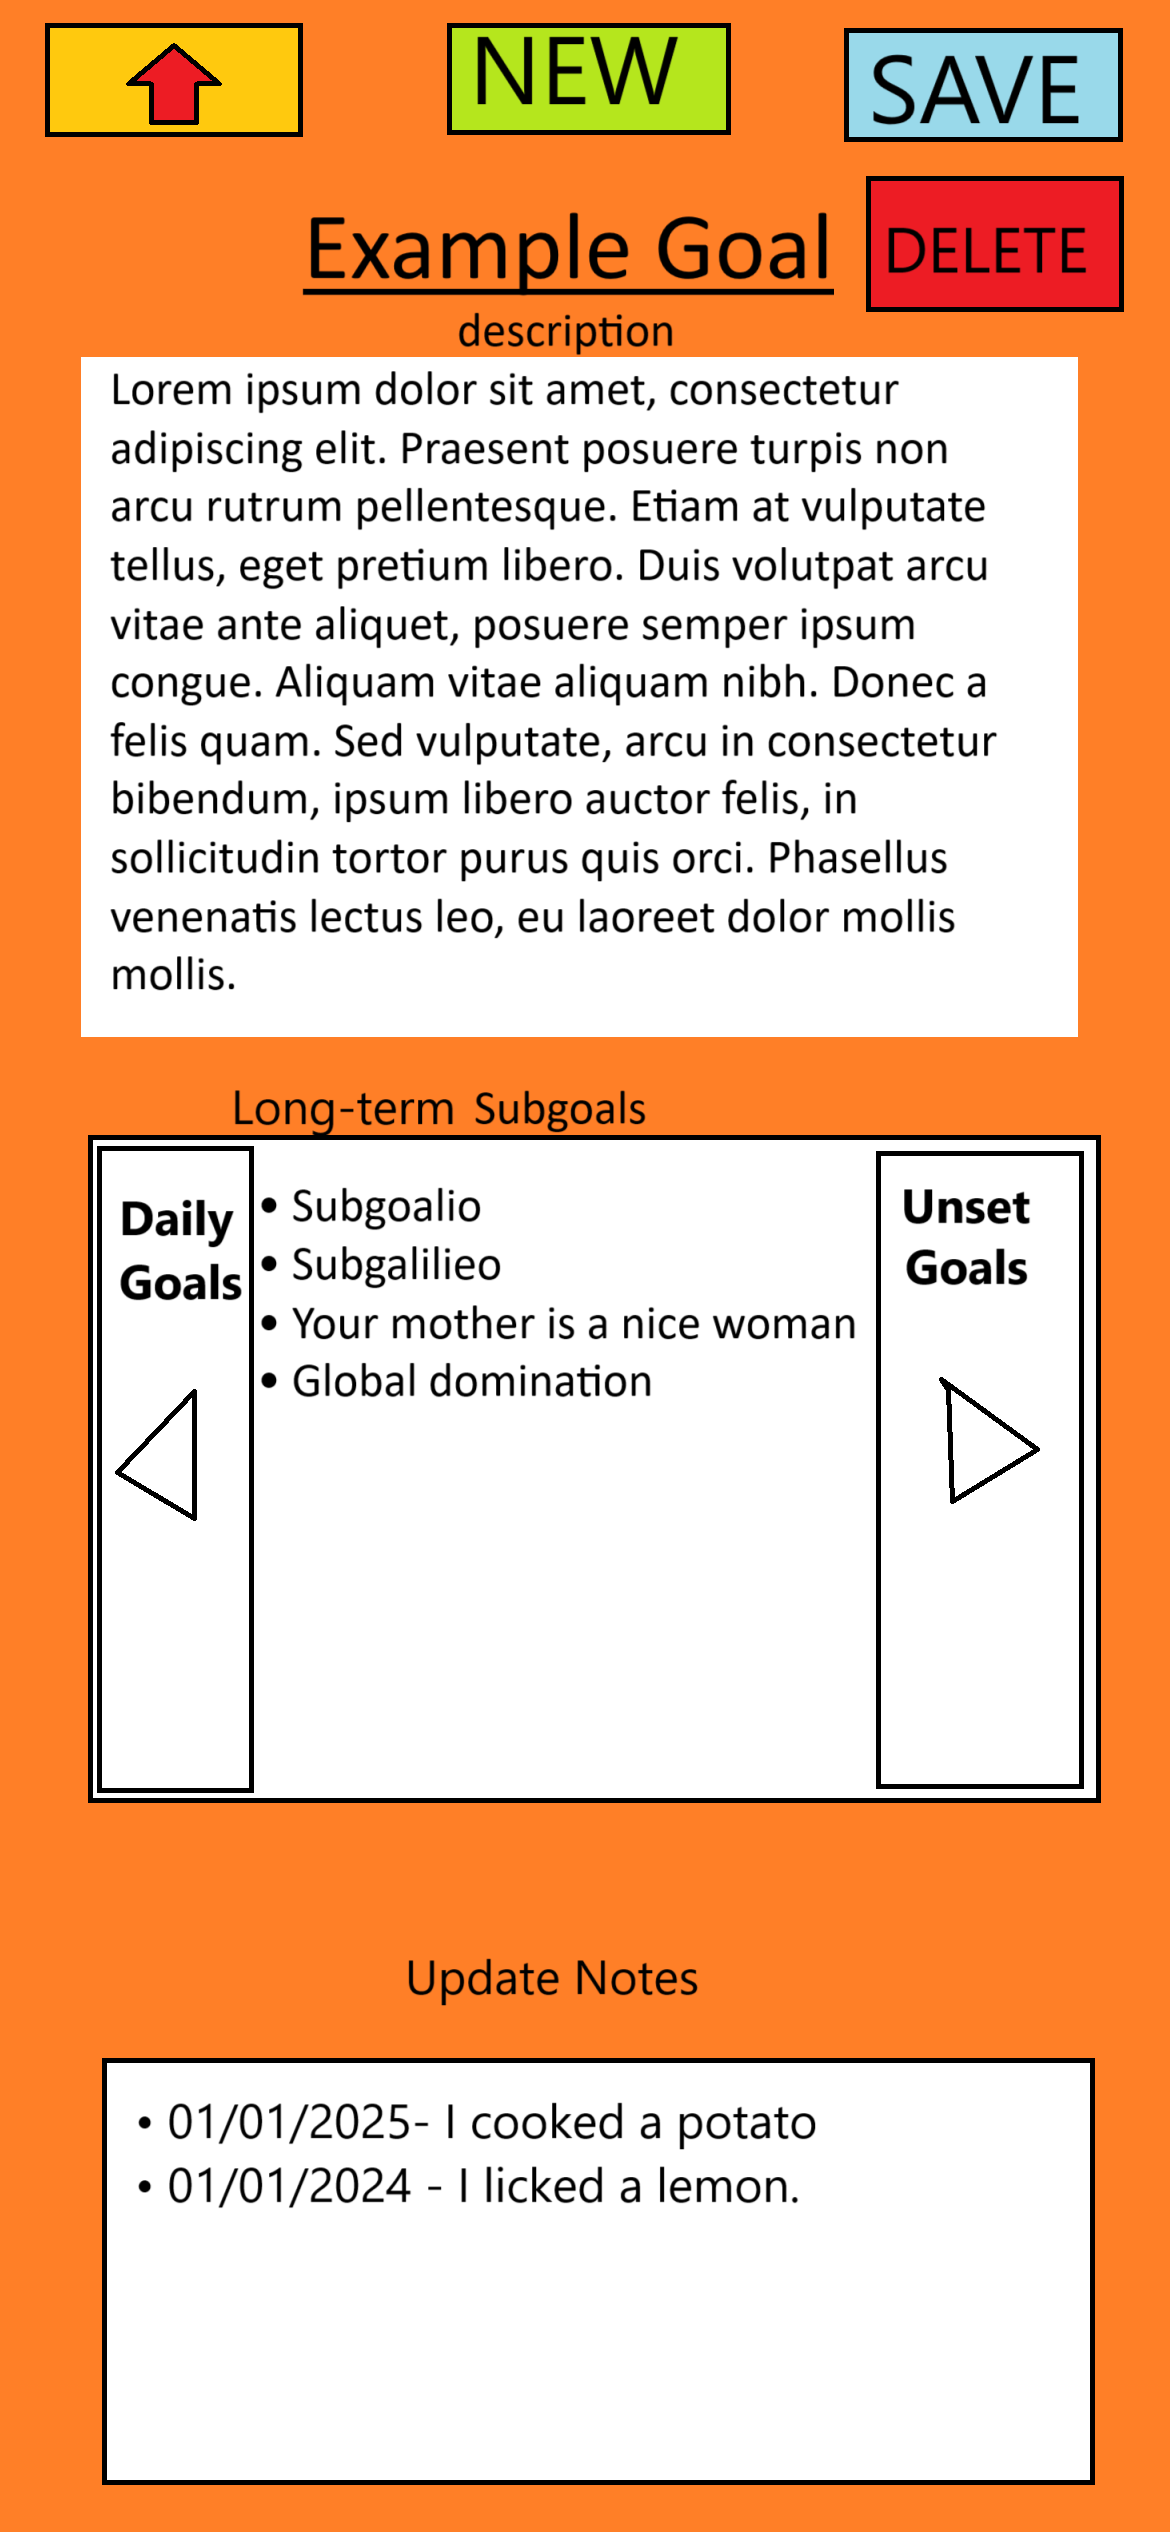 NEW
SAVE
DELETE
Example Goal
description
Lorem ipsum dolor sit amet, consectetur
adipiscing elit. Praesent posuere turpis non
arcu rutrum pellentesque. Etiam at vulputate
tellus, eget pretium libero. Duis volutpat arcu
vitae ante aliquet, posuere semper ipsum
congue. Aliquam vitae aliquam nibh. Donec a
felis quam. Sed vulputate, arcu in consectetur
bibendum, ipsum libero auctor felis, in
sollicitudin tortor purus quis orci. Phasellus
venenatis lectus leo, eu laoreet dolor mollis
mollis.
Long-term Subgoals
Daily
Goals
• Subgoalio
• Subgalilieo
• Your mother is a nice woman
• Global domination
Unset
Goals
Update Notes
• 01/01/2025- I cooked a potato
• 01/01/2024 - I licked a lemon.